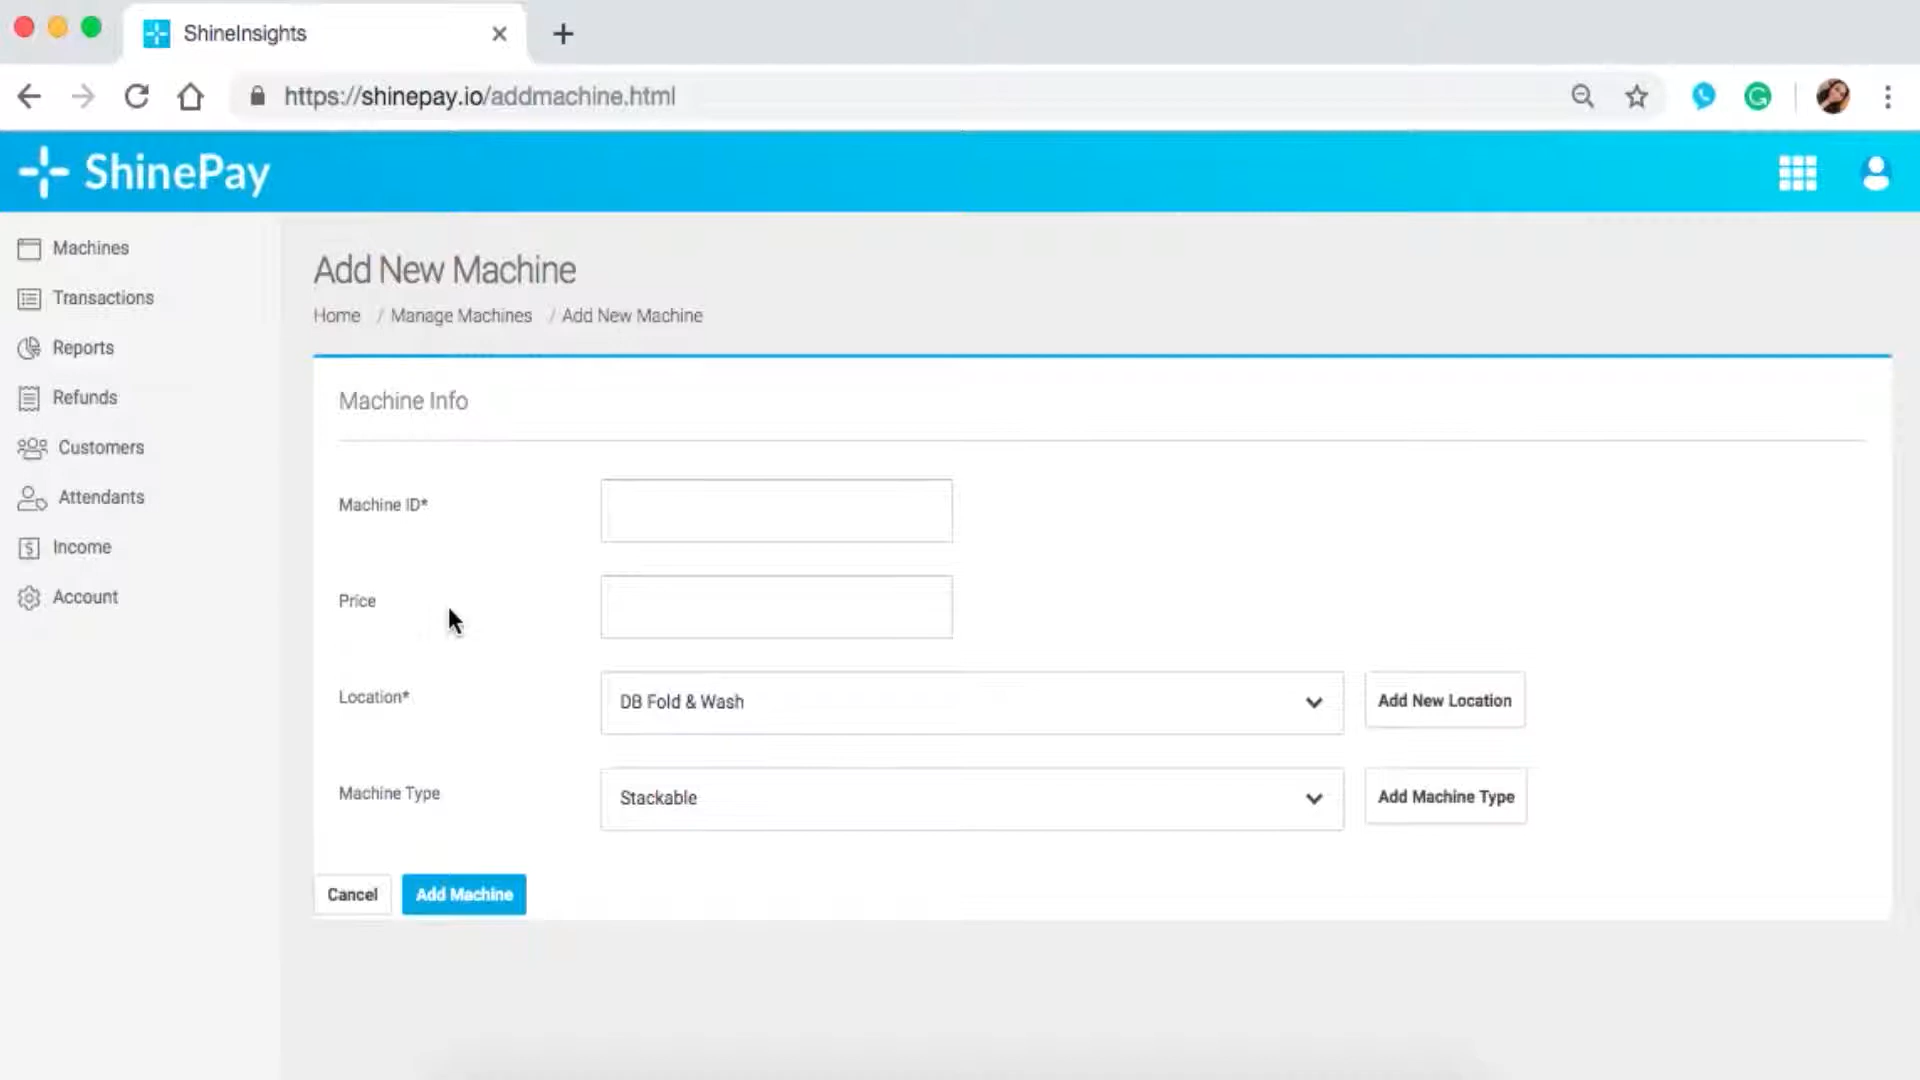 ShineInsights
https://shinepay.io/addmachine.html
ShinePay
Machines
Transactions
Reports
Refunds
Customers
Attendants
Income
Account
Add New Machine
Home / Manage Machines / Add New Machine
Machine Info
Machine ID*
Price
Location*
DB Fold & Wash
Add New Location
Machine Type
Stackable
Add Machine Type
Cancel
Add Machine